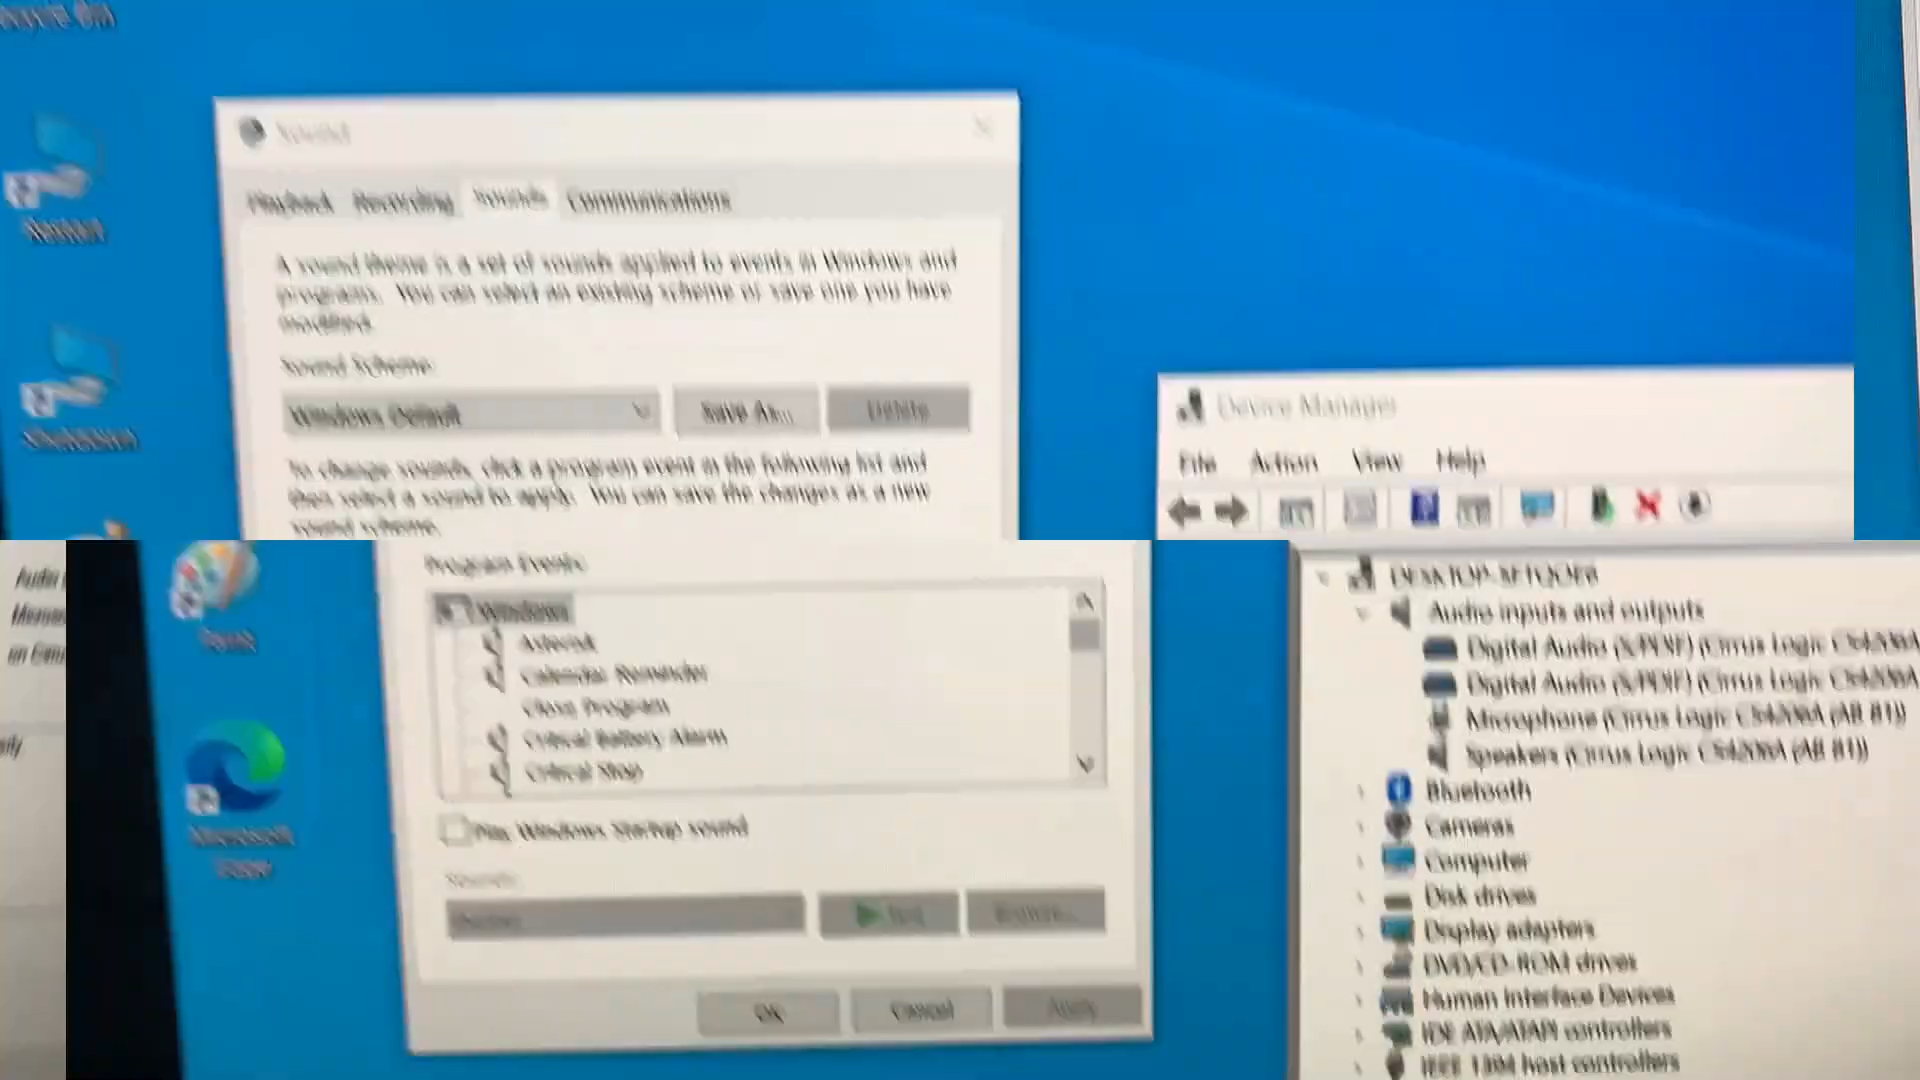 Sound
Playback Recording Sounds Communications
A sound theme is a set of sounds applied to events in Windows and
programs. You can select an existing scheme or save one you have
modified.
Sound Scheme:
Windows Default
Save As...
Delete
To change sounds, click a program event in the following list and
then select a sound to apply. You can save the changes as a new
sound scheme.
Program Events:
Windows
Asterisk
Calendar Reminder
Close Program
Critical Battery Alarm
Critical Stop
Play Windows Startup sound
Sounds:
(None)
Test
Browse...
OK
Cancel
Apply
Restart
Shutdown
Microsoft
Edge
Audio
Device Manager
File Action View Help
Audio inputs and outputs
Digital Audio (S/PDIF) (Cirrus Logic CS4206A
Digital Audio (S/PDIF) (Cirrus Logic CS4206A
Microphone (Cirrus Logic CS4206A (AB 81))
Speakers (Cirrus Logic CS4206A (AB 81))
Bluetooth
Cameras
Computer
Disk drives
Display adapters
DVD/CD-ROM drives
Human Interface Devices
IDE ATA/ATAPI controllers
IEEE 1394 host controllers